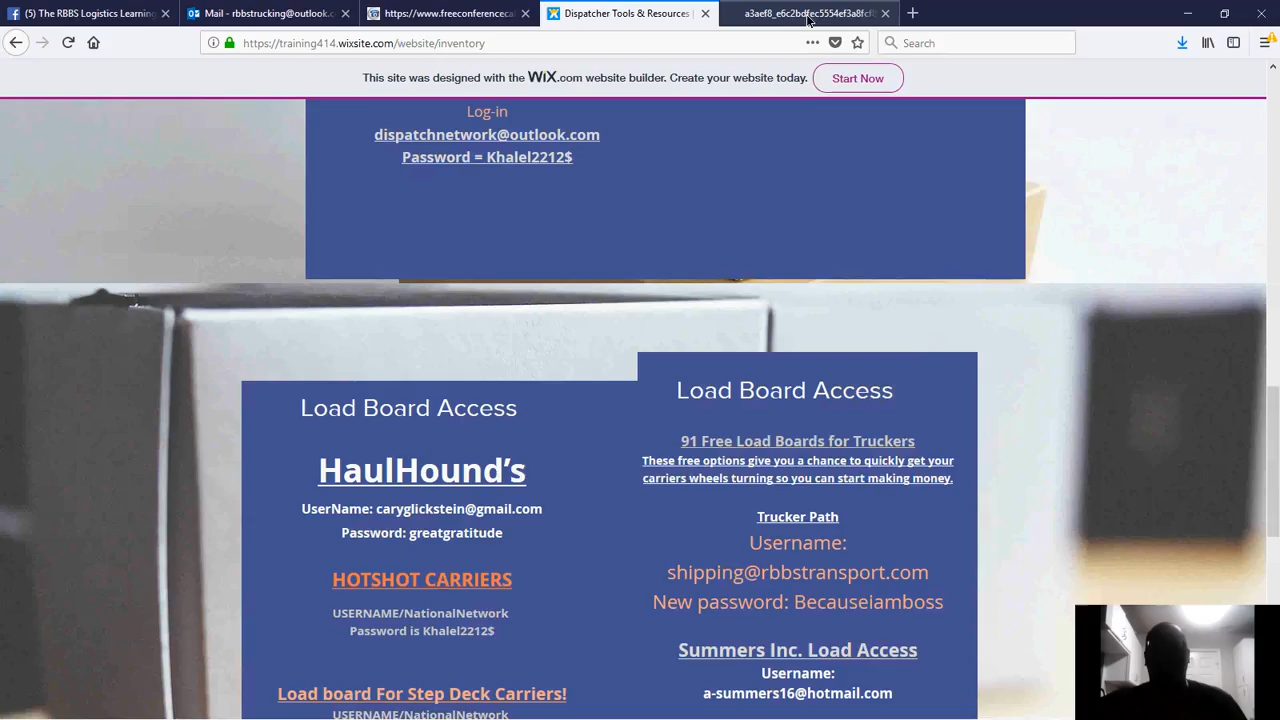 (5) The RBBS Logistics Learning
Mail - rbbstrucking@outlook.c
https://www.freeconferenceca
Dispatcher Tools & Resources |
https://training414.wixsite.com/website/inventory
Search
This site was designed with the WiX.com website builder. Create your website today.
Start Now
Log-in
dispatchnetwork@outlook.com
Password = Khalel2212$
Load Board Access
HaulHound's
UserName: caryglickstein@gmail.com
Password: greatgratitude
HOTSHOT CARRIERS
USERNAME/NationalNetwork
Password is Khalel2212$
Load board For Step Deck Carriers!
USERNAME/NationalNetwork
Load Board Access
91 Free Load Boards for Truckers
These free options give you a chance to quickly get your
carriers wheels turning so you can start making money.
Trucker Path
Username:
shipping@rbbstransport.com
New password: Becauseiamboss
Summers Inc. Load Access
Username:
a-summers16@hotmail.com